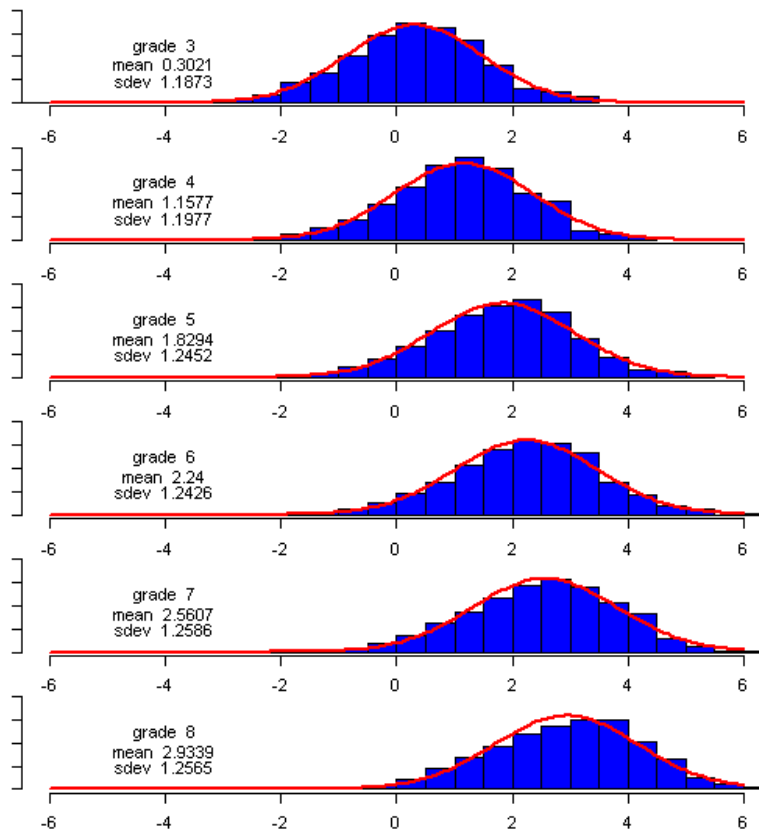 grade 3
mean 0.3021
sdev 1.1873
-6 -4 -2 0 2 4 6
grade 4
mean 1.1577
sdev 1.1977
-6 -4 -2 0 2 4 6
grade 5
mean 1.8294
sdev 1.2452
-6 -4 -2 0 2 4 6
grade 6
mean 2.24
sdev 1.2426
-6 -4 -2 0 2 4 6
grade 7
mean 2.5607
sdev 1.2586
-6 -4 -2 0 2 4 6
grade 8
mean 2.9339
sdev 1.2565
-6 -4 -2 0 2 4 6